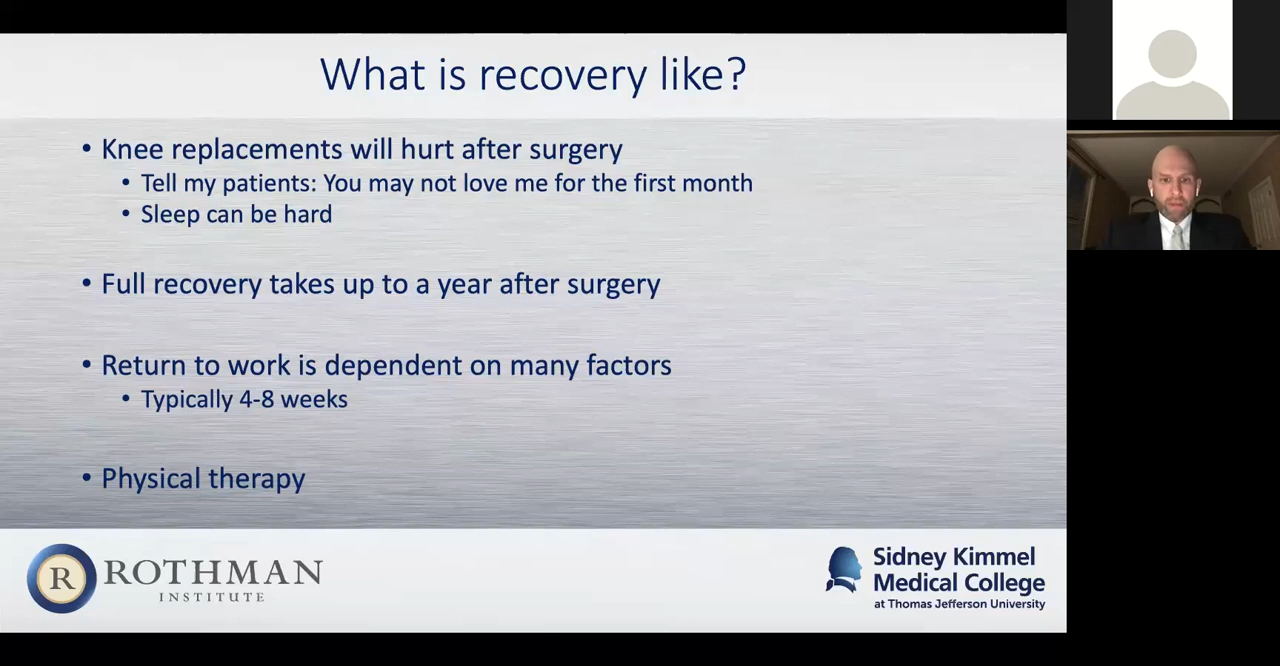 What is recovery like?
• Knee replacements will hurt after surgery
• Tell my patients: You may not love me for the first month
• Sleep can be hard
• Full recovery takes up to a year after surgery
• Return to work is dependent on many factors
• Typically 4-8 weeks
• Physical therapy
R
ROTHMAN
INSTITUTE
Sidney Kimmel
Medical College
at Thomas Jefferson University